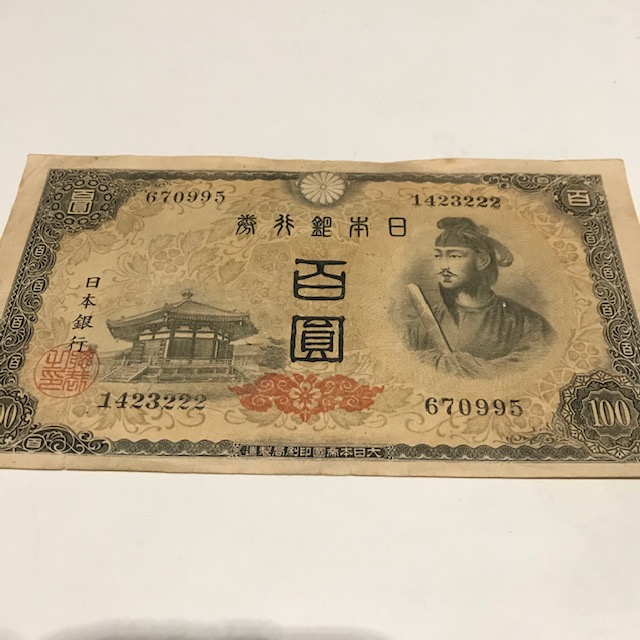 百
670995
1423222
百
日本銀行券
百圓
日本銀行
1423222
670995
00
100
大日本帝國印刷局製造